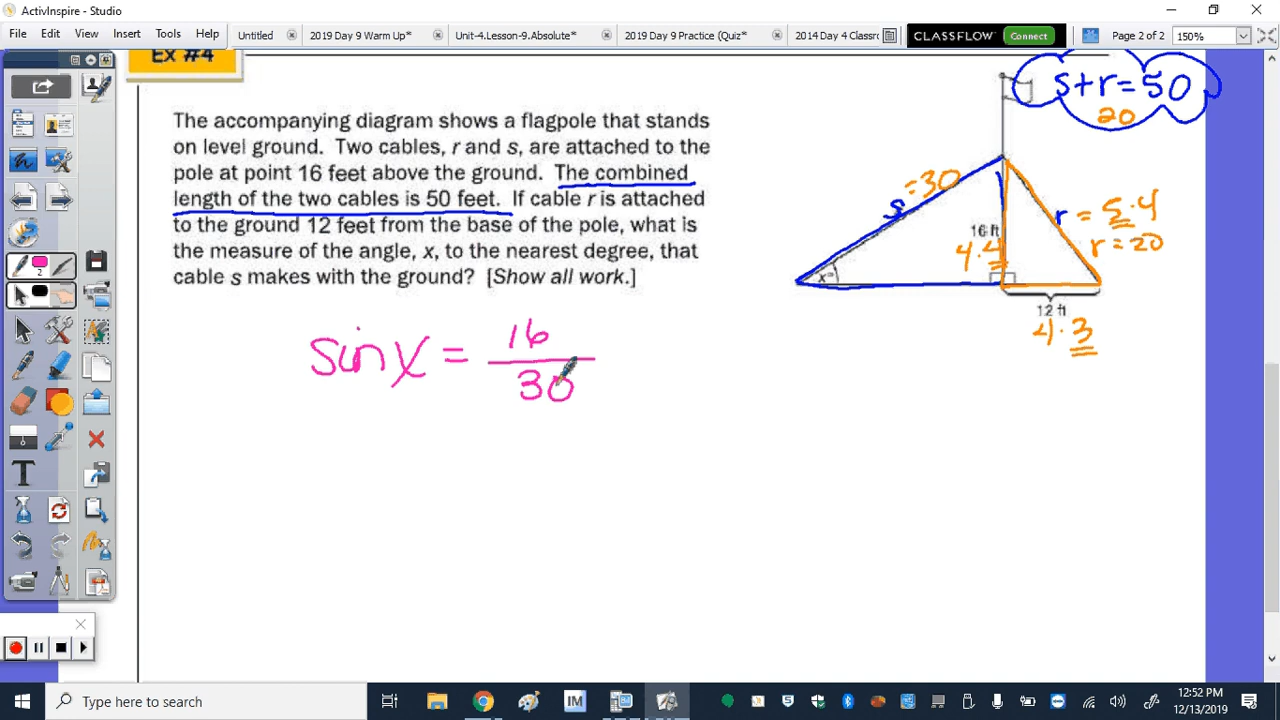 ActivInspire - Studio
File Edit View Insert Tools Help
Untitled
2019 Day 9 Warm Up*
Unit-4.Lesson-9.Absolute*
2019 Day 9 Practice (Quiz*
2014 Day 4 Classro
CLASSFLOW Connect
Page 2 of 2
150%
Ex #4
s+r=50
20
The accompanying diagram shows a flagpole that stands
on level ground. Two cables, r and s, are attached to the
pole at point 16 feet above the ground. The combined
length of the two cables is 50 feet. If cable r is attached
to the ground 12 feet from the base of the pole, what is
the measure of the angle, x, to the nearest degree, that
cable s makes with the ground? [Show all work.]
s =30
r = 5·4
r = 20
16 ft
4·4
x°
12 ft
4·3
sin x = 16
30
2
T
Type here to search
IM
12:52 PM
12/13/2019